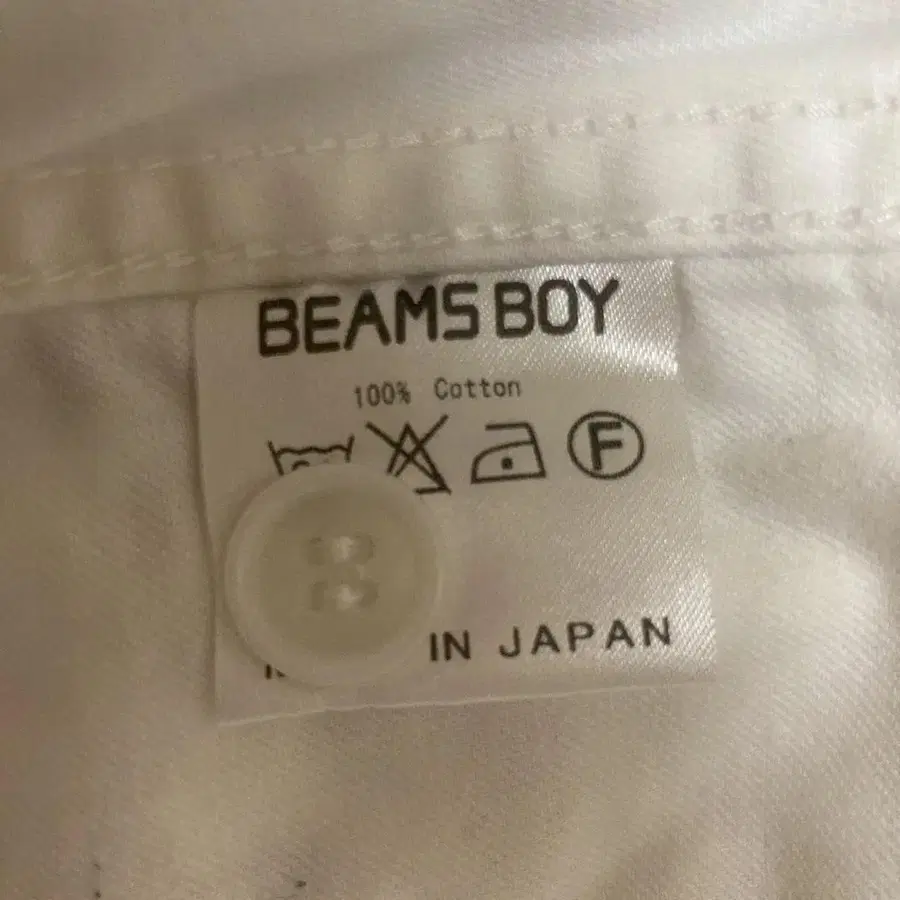 BEAMS BOY
100% Cotton
F
IN JAPAN